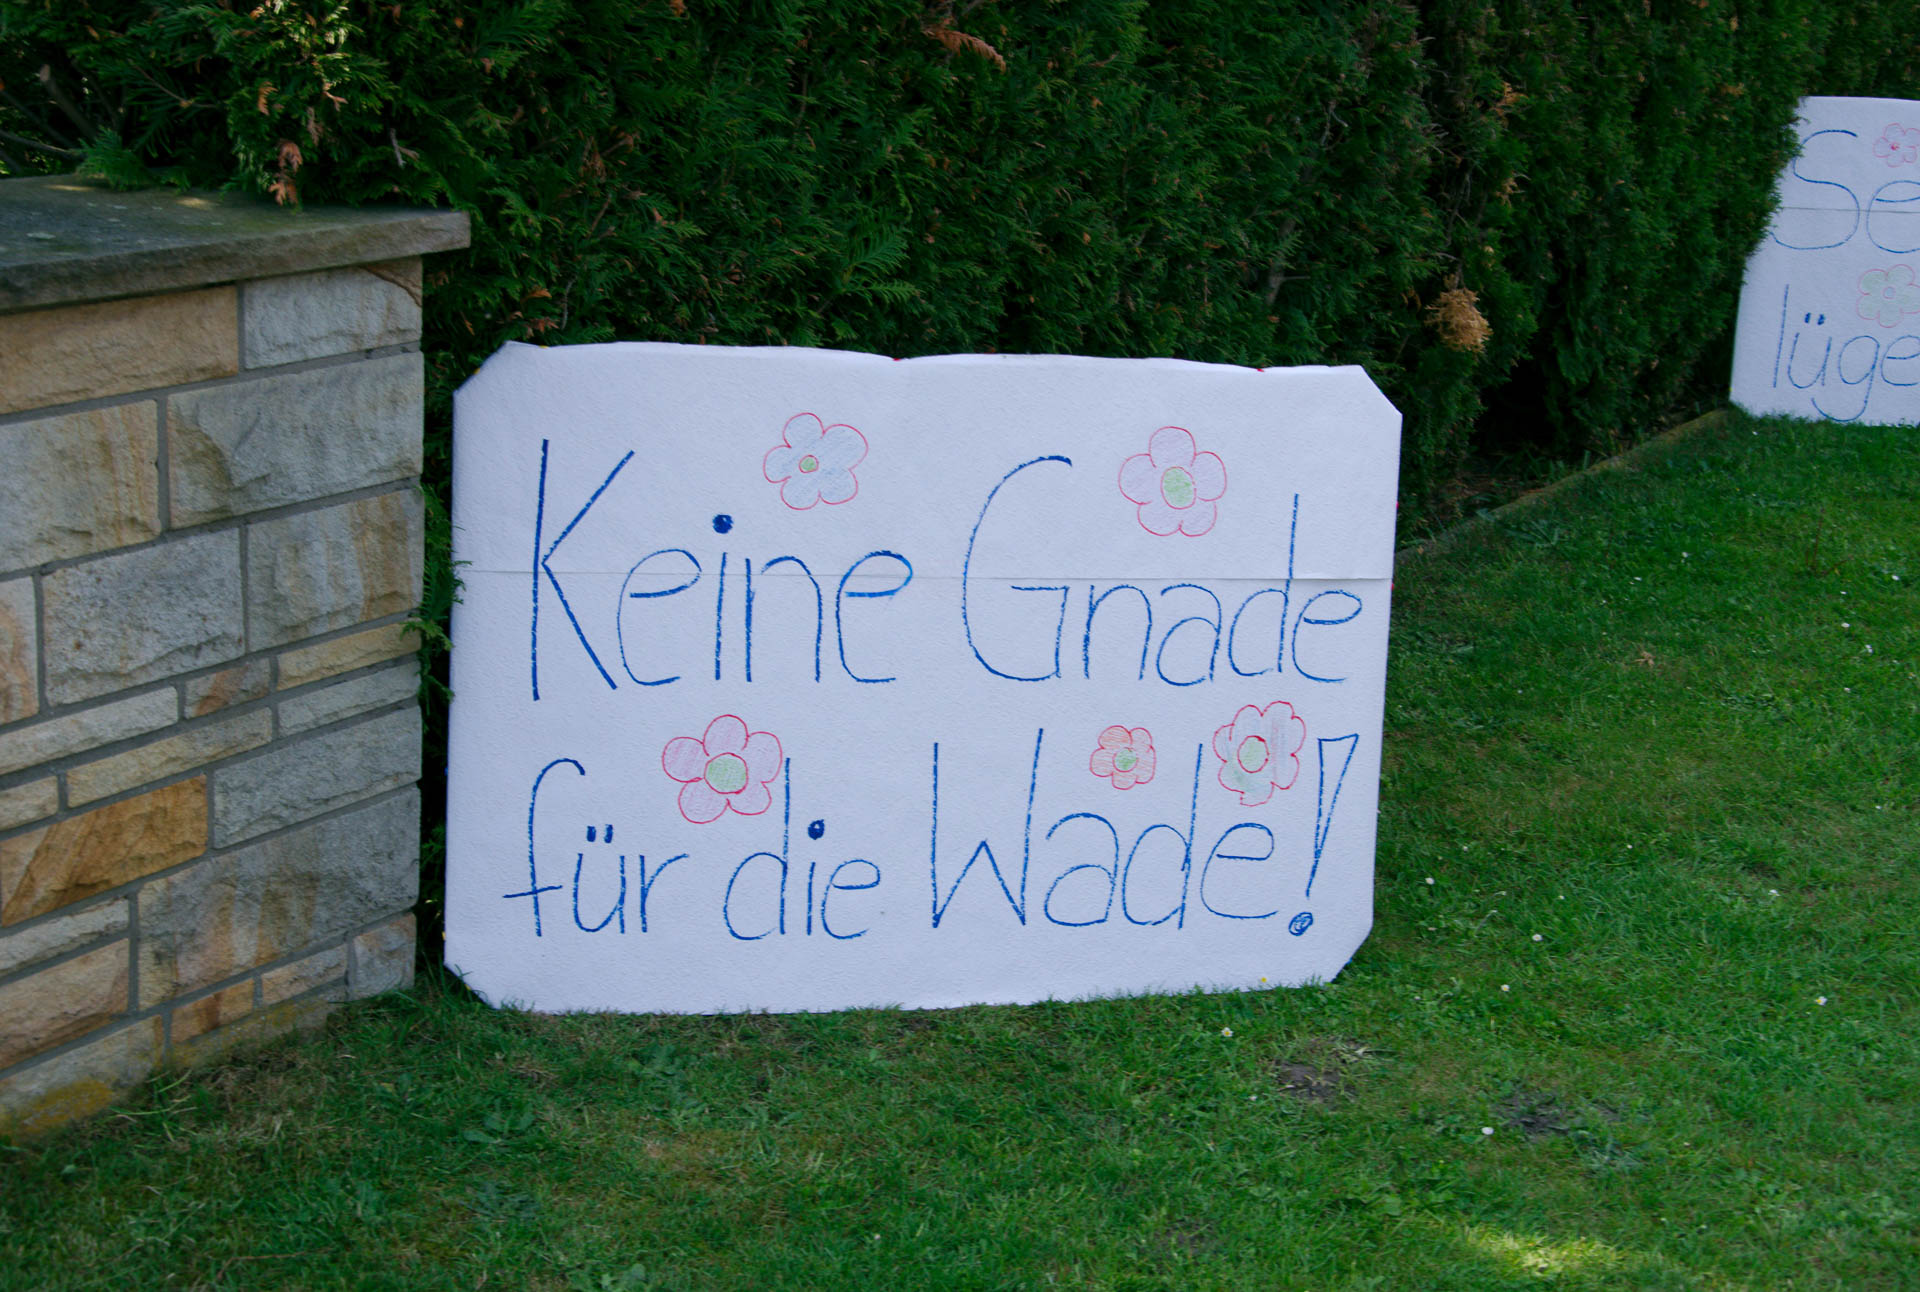 Keine Gnade
für die Wade!